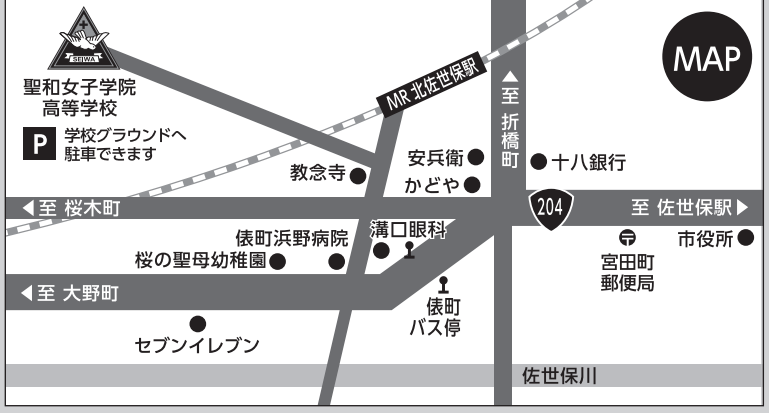 SEIWA
聖和女子学院
高等学校
P
学校グラウンドへ
駐車できます
MR 北佐世保駅
MAP
至 折橋町
教念寺
安兵衛
かどや
十八銀行
至 桜木町
204
至 佐世保駅
俵町浜野病院
溝口眼科
桜の聖母幼稚園
市役所
宮田町
郵便局
至 大野町
俵町
バス停
セブンイレブン
佐世保川